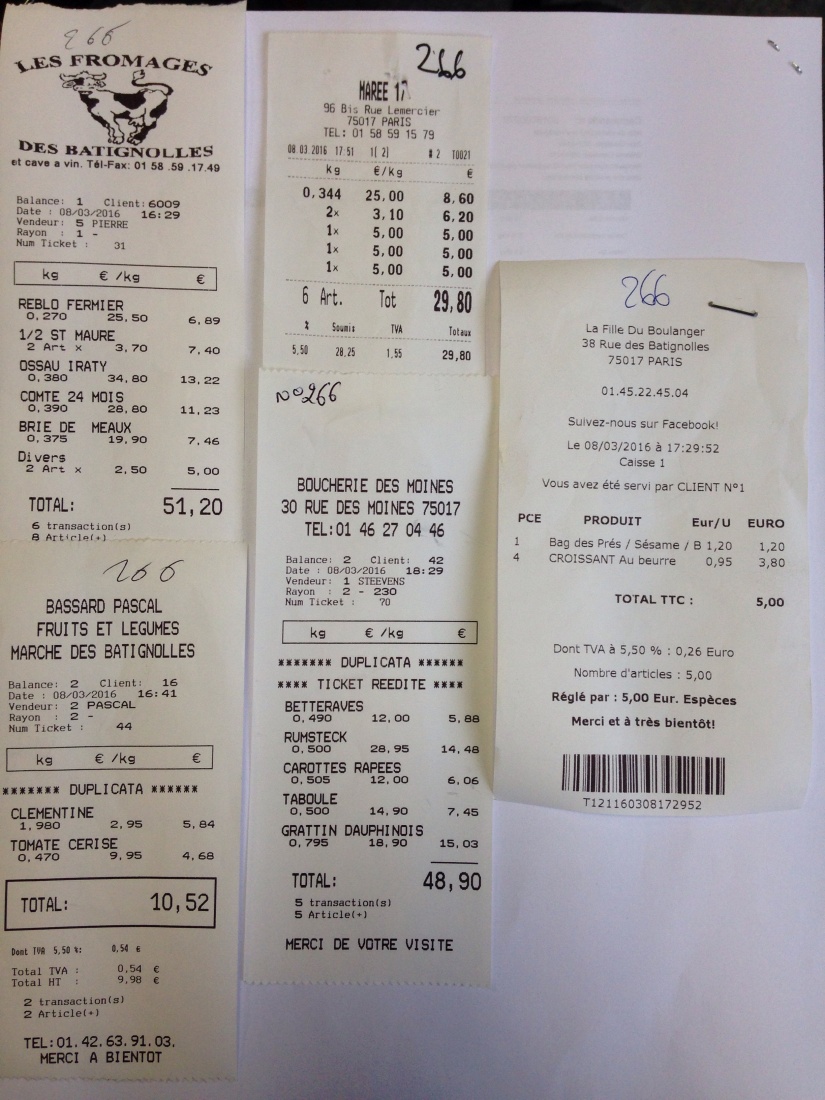 266
LES FROMAGES
DES BATIGNOLLES
et cave a vin. Tél-Fax: 01 58 .59 .17.49
Balance: 1 Client: 6009
Date : 08/03/2016 16:29
Vendeur: 5 PIERRE
Rayon : 1 -
Num Ticket : 31
kg € /kg €
REBLO FERMIER
0,270 25,50 6,89
1/2 ST MAURE
2 Art x 3,70 7,40
OSSAU IRATY
0,380 34,80 13,22
COMTE 24 MOIS
0,390 28,80 11,23
BRIE DE MEAUX
0,375 19,90 7,46
Divers
2 Art x 2,50 5,00
TOTAL: 51,20
6 transaction(s)
8 Article(+)
266
BASSARD PASCAL
FRUITS ET LEGUMES
MARCHE DES BATIGNOLLES
Balance: 2 Client: 16
Date : 08/03/2016 16:41
Vendeur: 2 PASCAL
Rayon : 2 -
Num Ticket : 44
kg € /kg €
******* DUPLICATA ******
CLEMENTINE
1,980 2,95 5,84
TOMATE CERISE
0,470 9,95 4,68
TOTAL: 10,52
Dont TVA 5,50 %: 0,54 €
Total TVA : 0,54 €
Total HT : 9,98 €
2 transaction(s)
2 Article(+)
TEL:01.42.63.91.03.
MERCI A BIENTOT
266
MAREE 17
96 Bis Rue Lemercier
75017 PARIS
TEL: 01 58 59 15 79
08.03.2016 17:51 1( 2) # 2 T0021
kg €/kg €
0,344 25,00 8,60
2x 3,10 6,20
1x 5,00 5,00
1x 5,00 5,00
1x 5,00 5,00
6 Art. Tot 29,80
% Soumis TVA Totaux
5,50 28,25 1,55 29,80
N° 266
BOUCHERIE DES MOINES
30 RUE DES MOINES 75017
TEL:01 46 27 04 46
Balance: 2 Client: 42
Date : 08/03/2016 18:29
Vendeur: 1 STEEVENS
Rayon : 2 - 230
Num Ticket : 70
kg € /kg €
******* DUPLICATA ******
**** TICKET REEDITE ****
BETTERAVES
0,490 12,00 5,88
RUMSTECK
0,500 28,95 14,48
CAROTTES RAPEES
0,505 12,00 6,06
TABOULE
0,500 14,90 7,45
GRATTIN DAUPHINOIS
0,795 18,90 15,03
TOTAL: 48,90
5 transaction(s)
5 Article(+)
MERCI DE VOTRE VISITE
266
La Fille Du Boulanger
38 Rue des Batignolles
75017 PARIS
01.45.22.45.04
Suivez-nous sur Facebook!
Le 08/03/2016 à 17:29:52
Caisse 1
Vous avez été servi par CLIENT N°1
PCE PRODUIT Eur/U EURO
1 Bag des Prés / Sésame / B 1,20 1,20
4 CROISSANT Au beurre 0,95 3,80
TOTAL TTC : 5,00
Dont TVA à 5,50 % : 0,26 Euro
Nombre d'articles : 5,00
Réglé par : 5,00 Eur. Espèces
Merci et à très bientôt!
T121160308172952